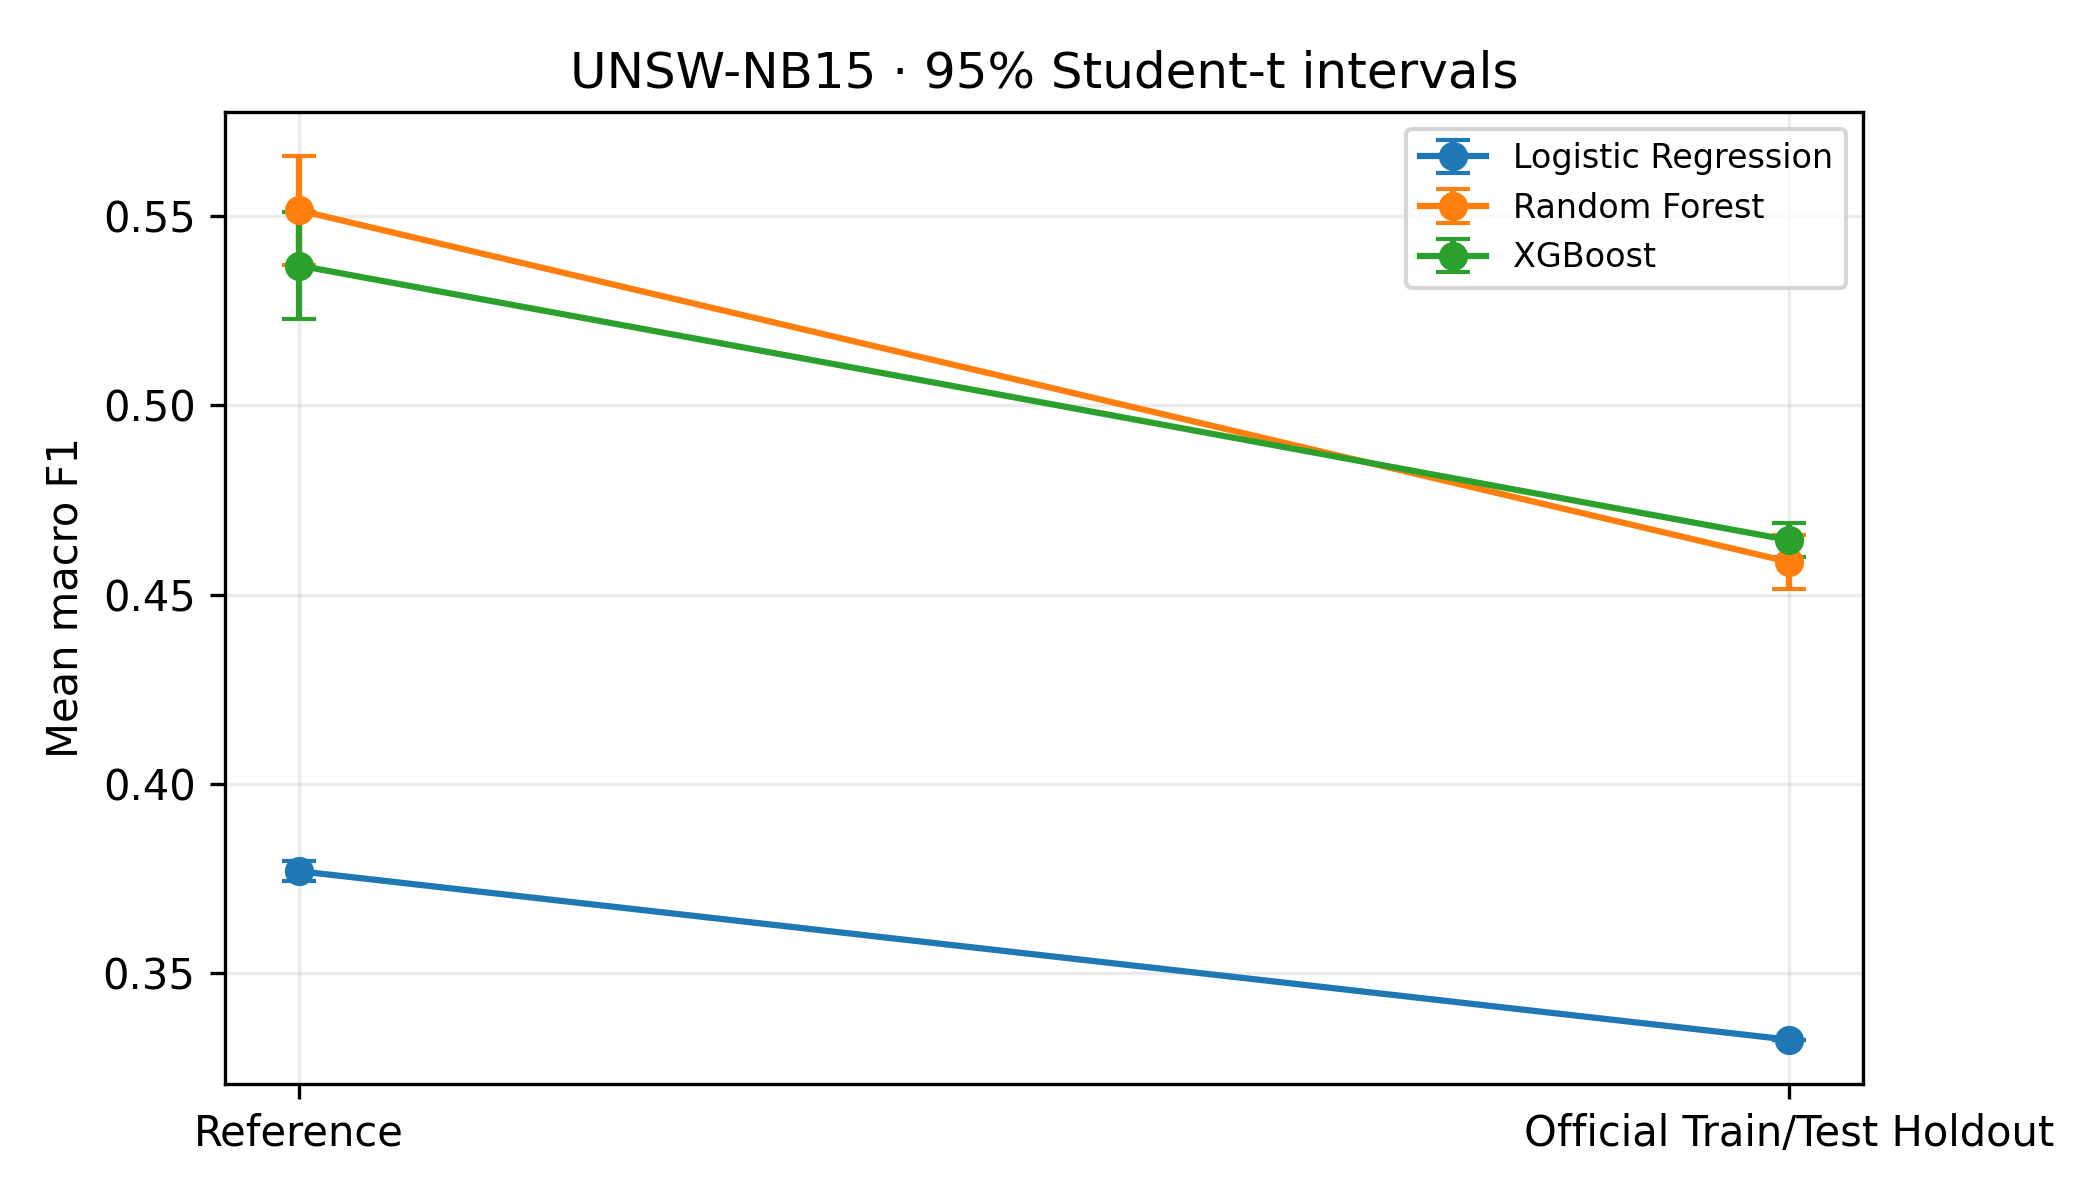 UNSW-NB15 · 95% Student-t intervals
Logistic Regression
Random Forest
XGBoost
Mean macro F1
0.55
0.50
0.45
0.40
0.35
Reference
Official Train/Test Holdout